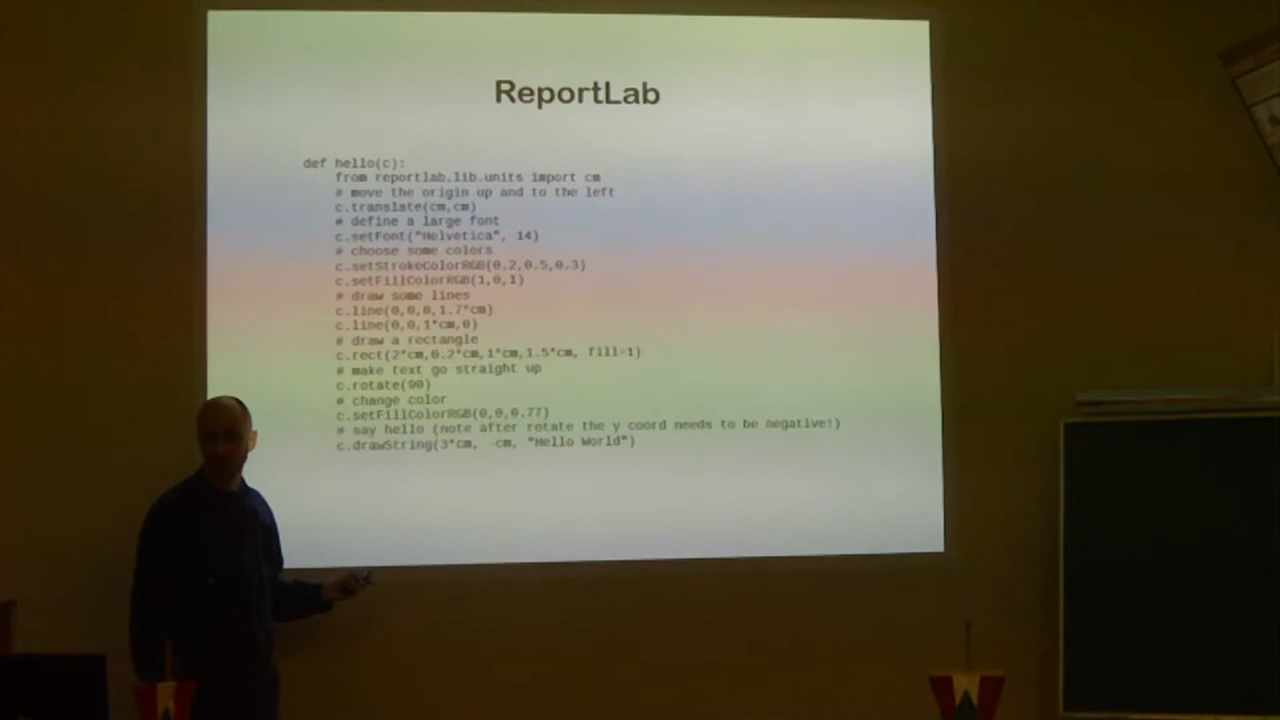 ReportLab
def hello(c):
from reportlab.lib.units import cm
# move the origin up and to the left
c.translate(cm,cm)
# define a large font
c.setFont("Helvetica", 14)
# choose some colors
c.setStrokeColorRGB(0.2,0.5,0.3)
c.setFillColorRGB(1,0,1)
# draw some lines
c.line(0,0,0,1.7*cm)
c.line(0,0,1*cm,0)
# draw a rectangle
c.rect(2*cm,0.2*cm,1*cm,1.5*cm, fill=1)
# make text go straight up
c.rotate(90)
# change color
c.setFillColorRGB(0,0,0.77)
# say hello (note after rotate the y coord needs to be negative!)
c.drawString(3*cm, -cm, "Hello World")